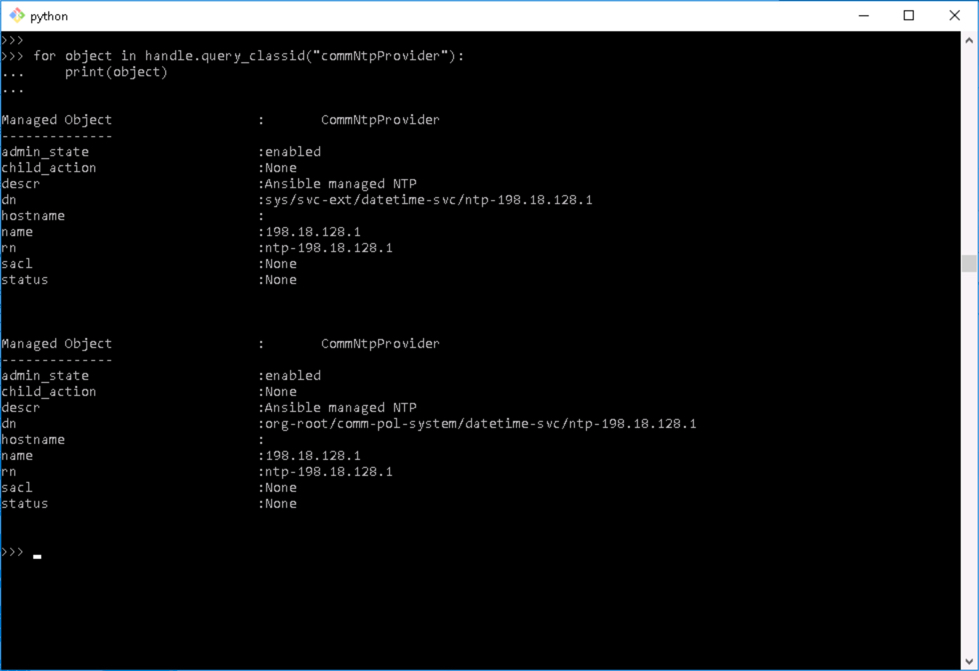 python
>>>
>>> for object in handle.query_classid("commNtpProvider"):
...     print(object)
...
Managed Object                  :       CommNtpProvider
--------------
admin_state                     :enabled
child_action                    :None
descr                           :Ansible managed NTP
dn                              :sys/svc-ext/datetime-svc/ntp-198.18.128.1
hostname                        :
name                            :198.18.128.1
rn                              :ntp-198.18.128.1
sacl                            :None
status                          :None
Managed Object                  :       CommNtpProvider
--------------
admin_state                     :enabled
child_action                    :None
descr                           :Ansible managed NTP
dn                              :org-root/comm-pol-system/datetime-svc/ntp-198.18.128.1
hostname                        :
name                            :198.18.128.1
rn                              :ntp-198.18.128.1
sacl                            :None
status                          :None
>>>